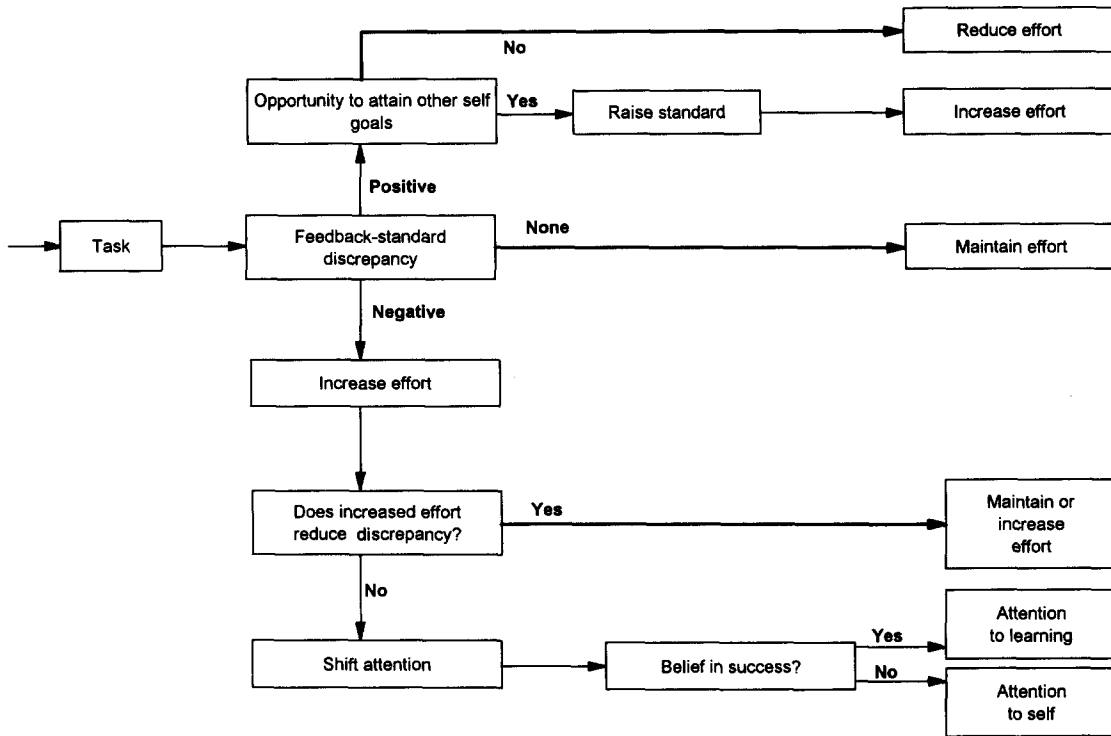 No
Reduce effort
Opportunity to attain other self
goals
Yes
Raise standard
Increase effort
Positive
Task
Feedback-standard
discrepancy
None
Maintain effort
Negative
Increase effort
Does increased effort
reduce discrepancy?
Yes
Maintain or
increase
effort
No
Shift attention
Belief in success?
Yes
Attention
to learning
No
Attention
to self